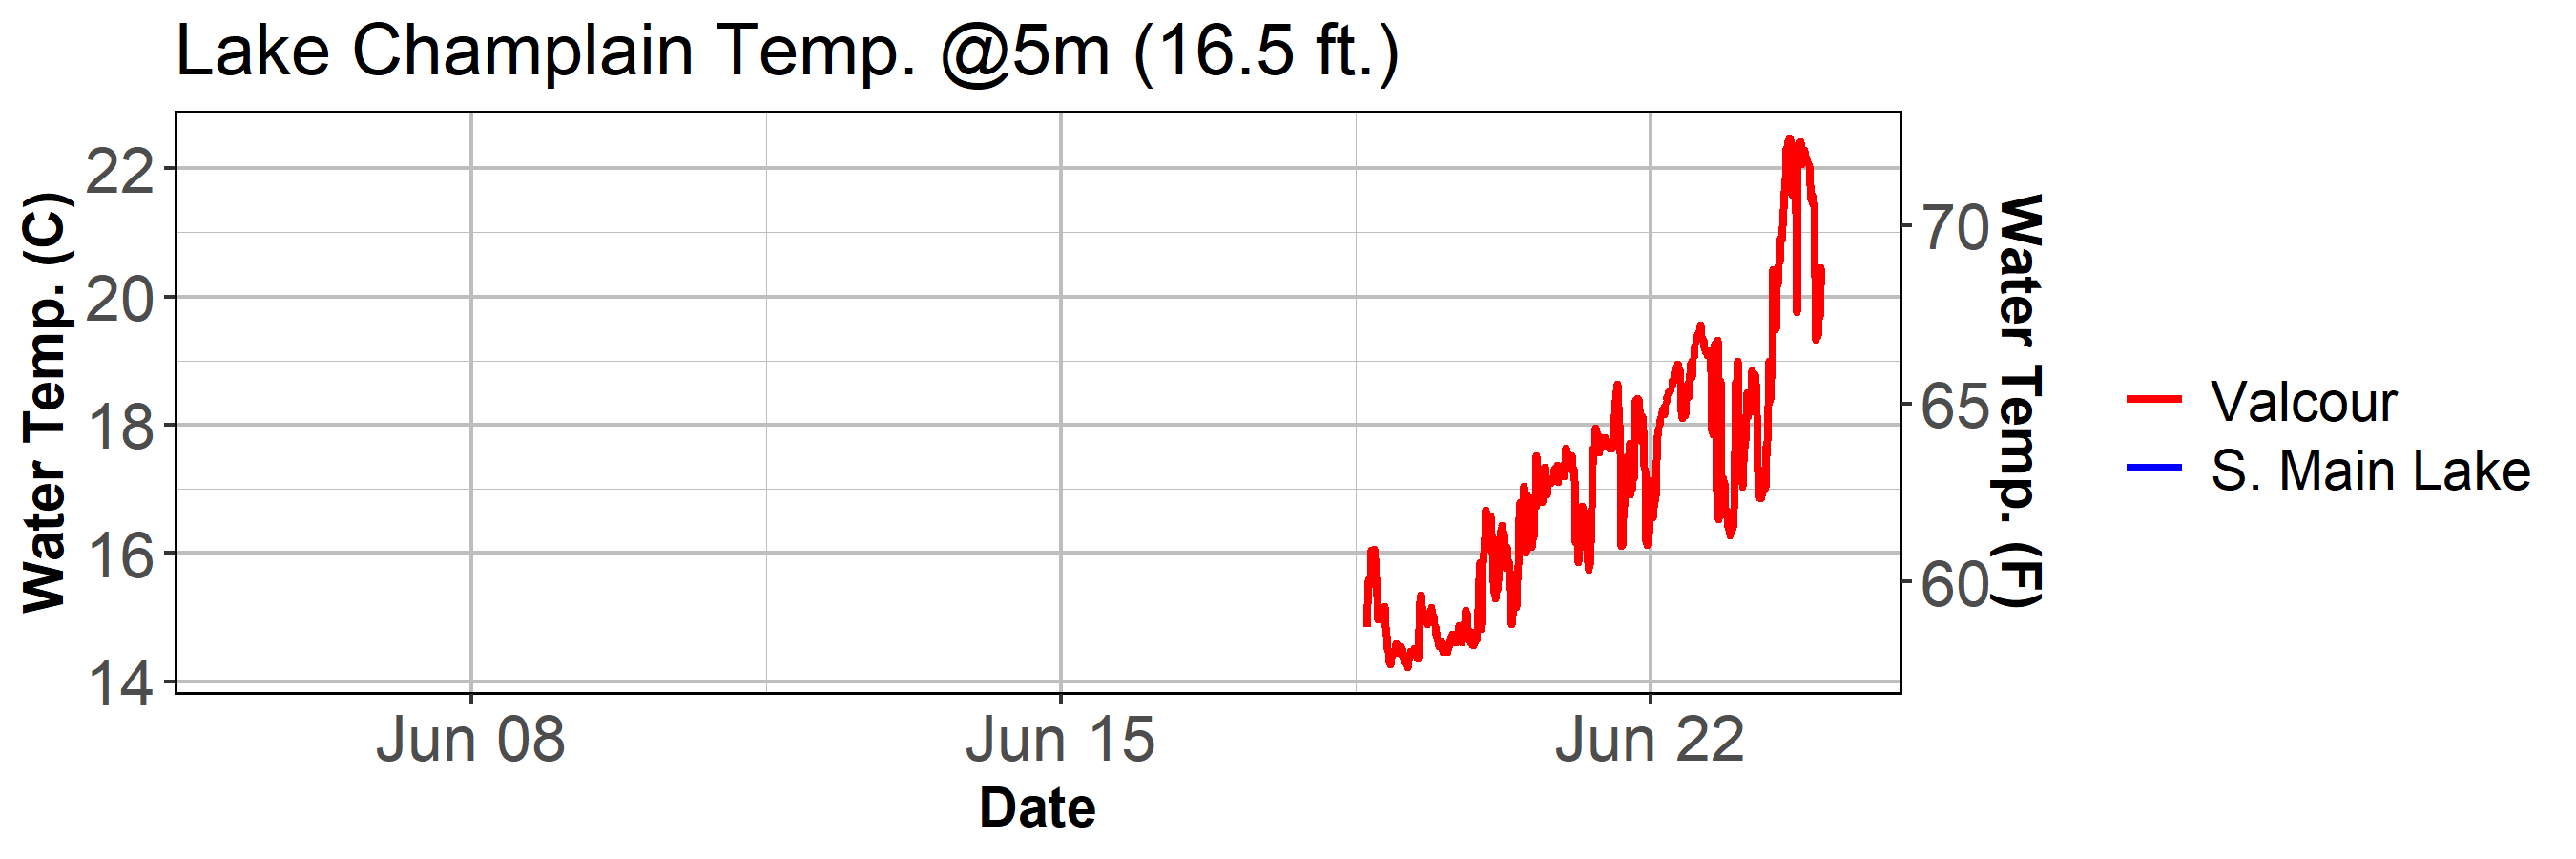 Lake Champlain Temp. @5m (16.5 ft.)
Water Temp. (C)
22
20
18
16
14
70
65
60
Water Temp. (F)
Jun 08
Jun 15
Jun 22
Date
Valcour
S. Main Lake